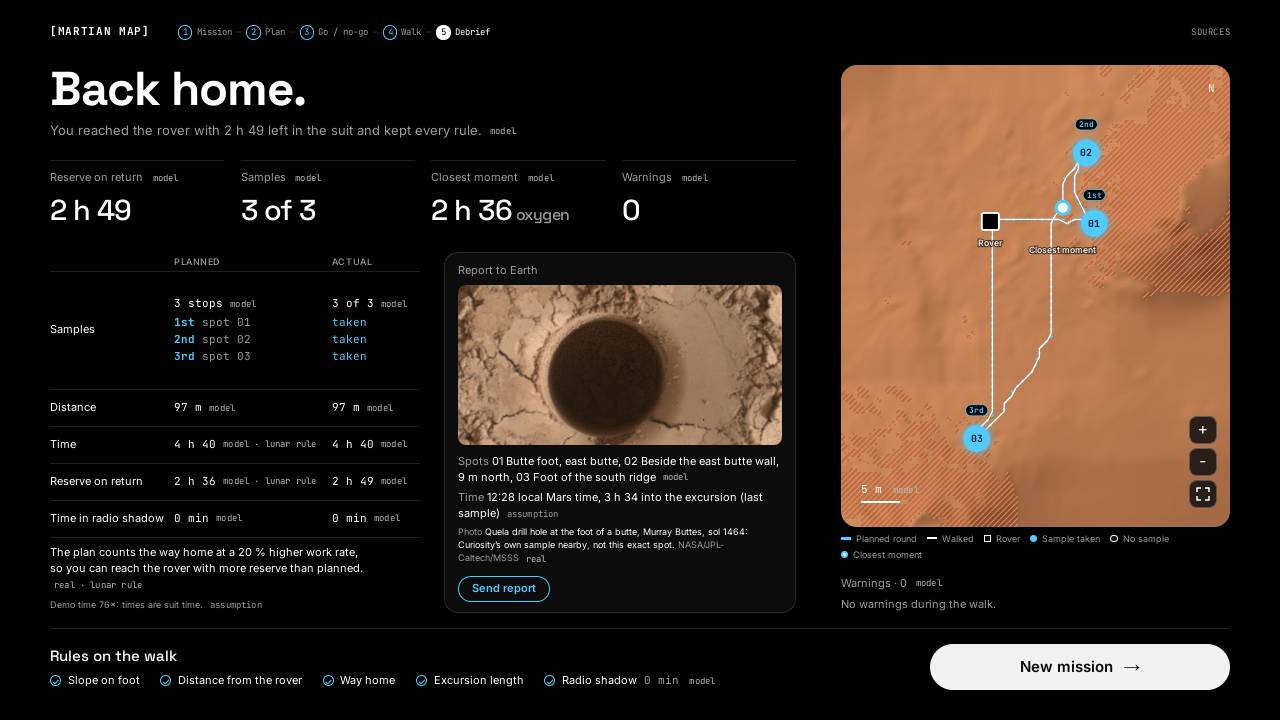 [MARTIAN MAP] 1 Mission – 2 Plan – 3 Go / no-go – 4 Walk – 5 Debrief SOURCES
Back home.
You reached the rover with 2 h 49 left in the suit and kept every rule. model
Reserve on return model
2 h 49
Samples model
3 of 3
Closest moment model
2 h 36 oxygen
Warnings model
0
PLANNED ACTUAL
Samples
3 stops model 3 of 3 model
1st spot 01 taken
2nd spot 02 taken
3rd spot 03 taken
Distance 97 m model 97 m model
Time 4 h 40 model · lunar rule 4 h 40 model
Reserve on return 2 h 36 model · lunar rule 2 h 49 model
Time in radio shadow 0 min model 0 min model
The plan counts the way home at a 20 % higher work rate,
so you can reach the rover with more reserve than planned.
real · lunar rule
Demo time 76×: times are suit time. assumption
Report to Earth
Spots 01 Butte foot, east butte, 02 Beside the east butte wall,
9 m north, 03 Foot of the south ridge model
Time 12:28 local Mars time, 3 h 34 into the excursion (last
sample) assumption
Photo Quela drill hole at the foot of a butte, Murray Buttes, sol 1464:
Curiosity's own sample nearby, not this exact spot. NASA/JPL-
Caltech/MSSS real
Send report
N
2nd
02
1st
01
Rover
Closest moment
3rd
03
+
-
5 m model
Planned round Walked Rover Sample taken No sample
Closest moment
Warnings · 0 model
No warnings during the walk.
Rules on the walk
Slope on foot Distance from the rover Way home Excursion length Radio shadow 0 min model
New mission →